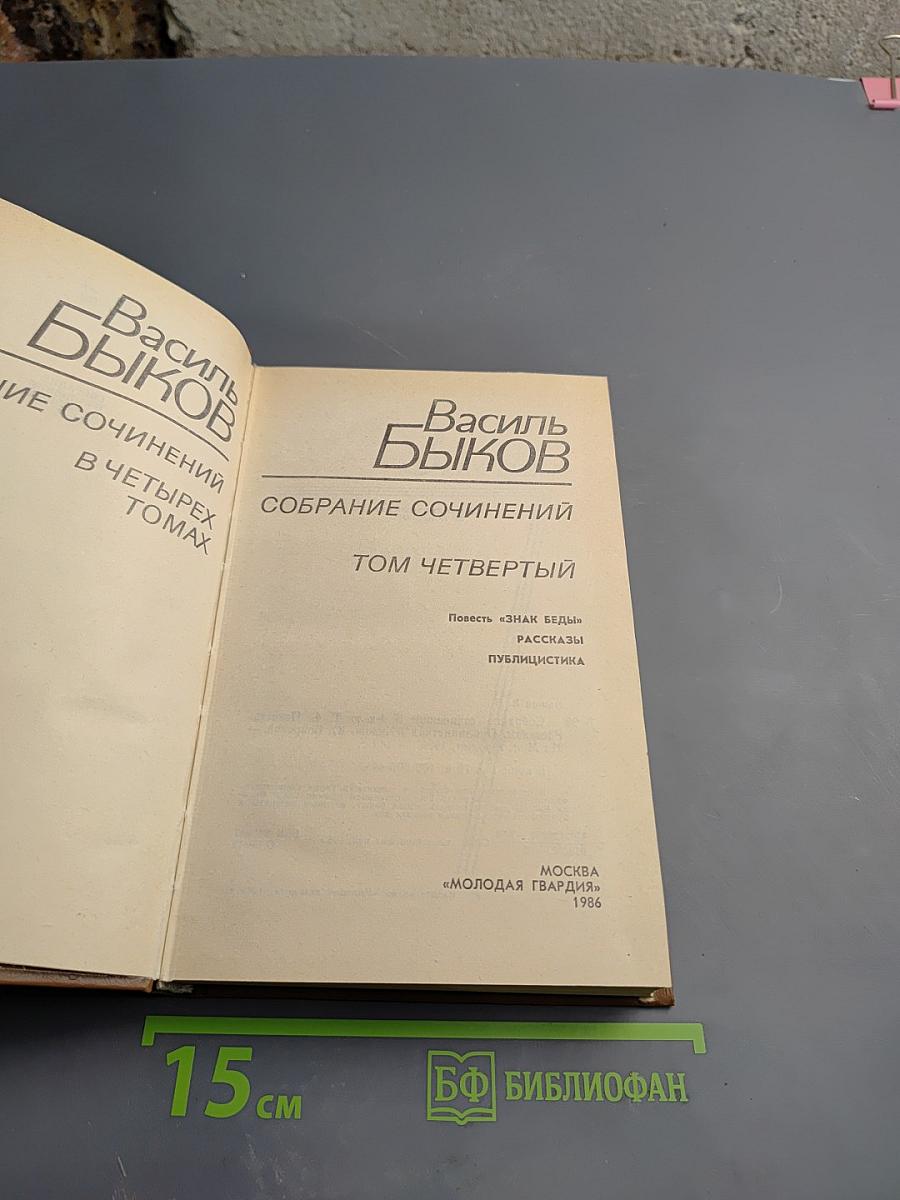 Василь
БЫКОВ
СОЧИНЕНИЙ
В ЧЕТЫРЕХ
ТОМАХ
Василь
БЫКОВ
СОБРАНИЕ СОЧИНЕНИЙ
ТОМ ЧЕТВЕРТЫЙ
Повесть «ЗНАК БЕДЫ»
РАССКАЗЫ
ПУБЛИЦИСТИКА
МОСКВА
«МОЛОДАЯ ГВАРДИЯ»
1986
15 см
БФ БИБЛИОФАН